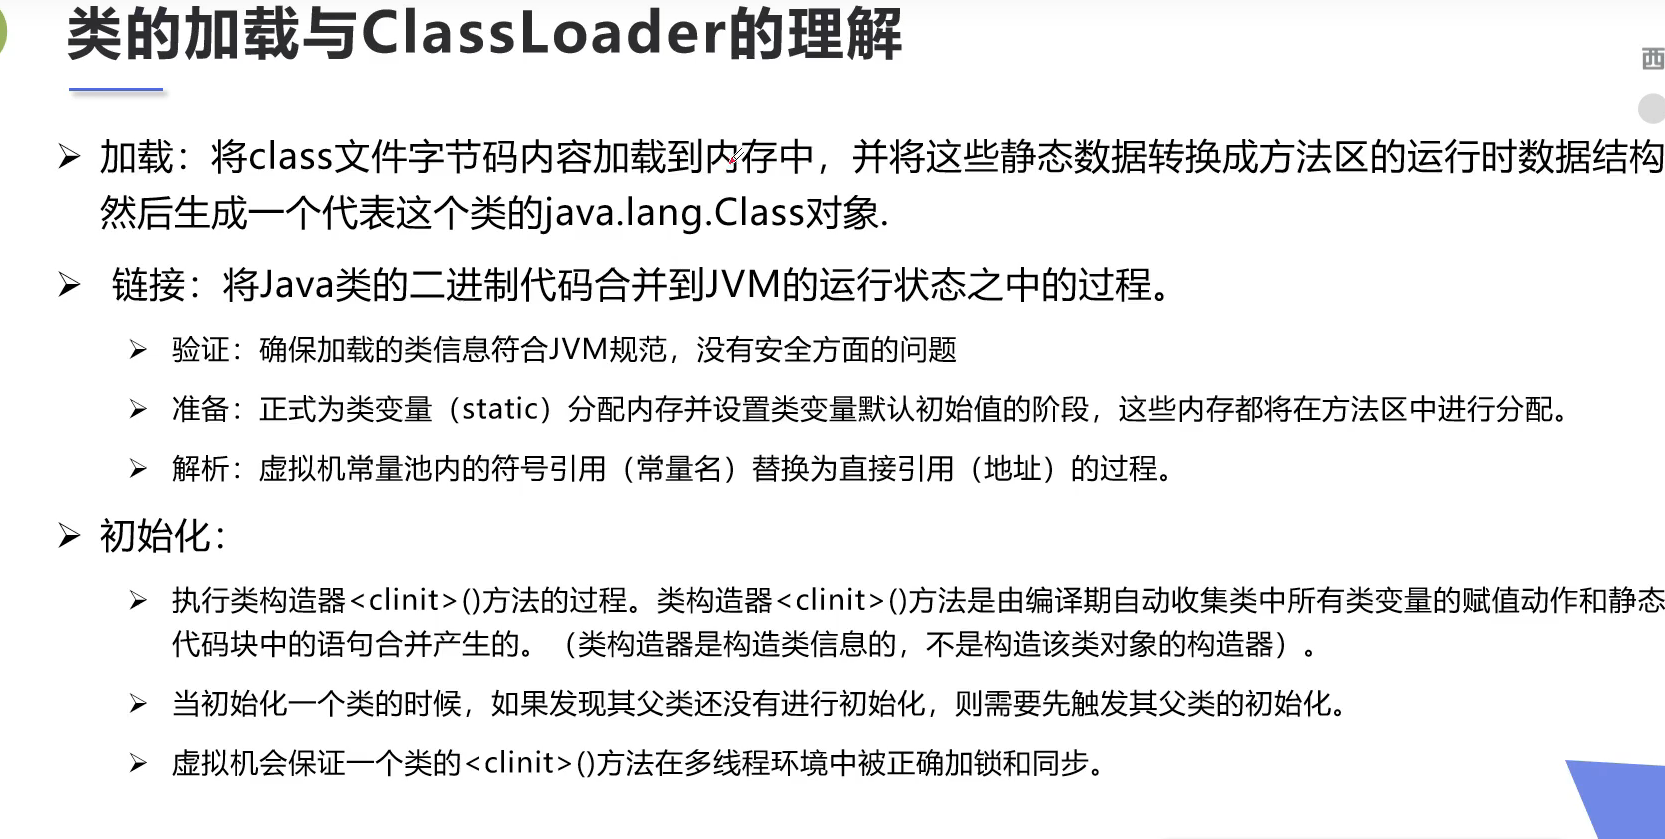 类的加载与ClassLoader的理解
西
加载：将class文件字节码内容加载到内存中，并将这些静态数据转换成方法区的运行时数据结构
然后生成一个代表这个类的java.lang.Class对象.
链接：将Java类的二进制代码合并到JVM的运行状态之中的过程。
验证：确保加载的类信息符合JVM规范，没有安全方面的问题
准备：正式为类变量（static）分配内存并设置类变量默认初始值的阶段，这些内存都将在方法区中进行分配。
解析：虚拟机常量池内的符号引用（常量名）替换为直接引用（地址）的过程。
初始化：
执行类构造器<clinit>()方法的过程。类构造器<clinit>()方法是由编译期自动收集类中所有类变量的赋值动作和静态
代码块中的语句合并产生的。（类构造器是构造类信息的，不是构造该类对象的构造器）。
当初始化一个类的时候，如果发现其父类还没有进行初始化，则需要先触发其父类的初始化。
虚拟机会保证一个类的<clinit>()方法在多线程环境中被正确加锁和同步。